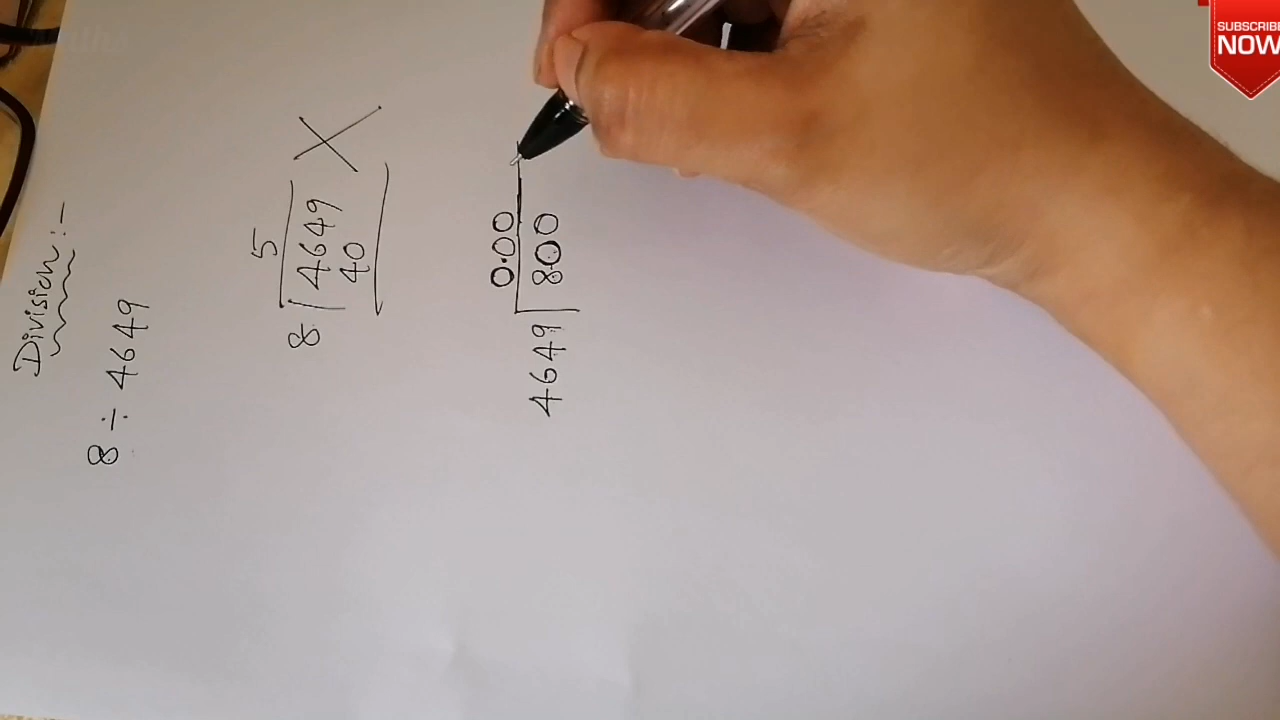 Division:-
8 ÷ 4649
5
8 4649
40
X
0.00
4649 800
SUBSCRIBE
NOW